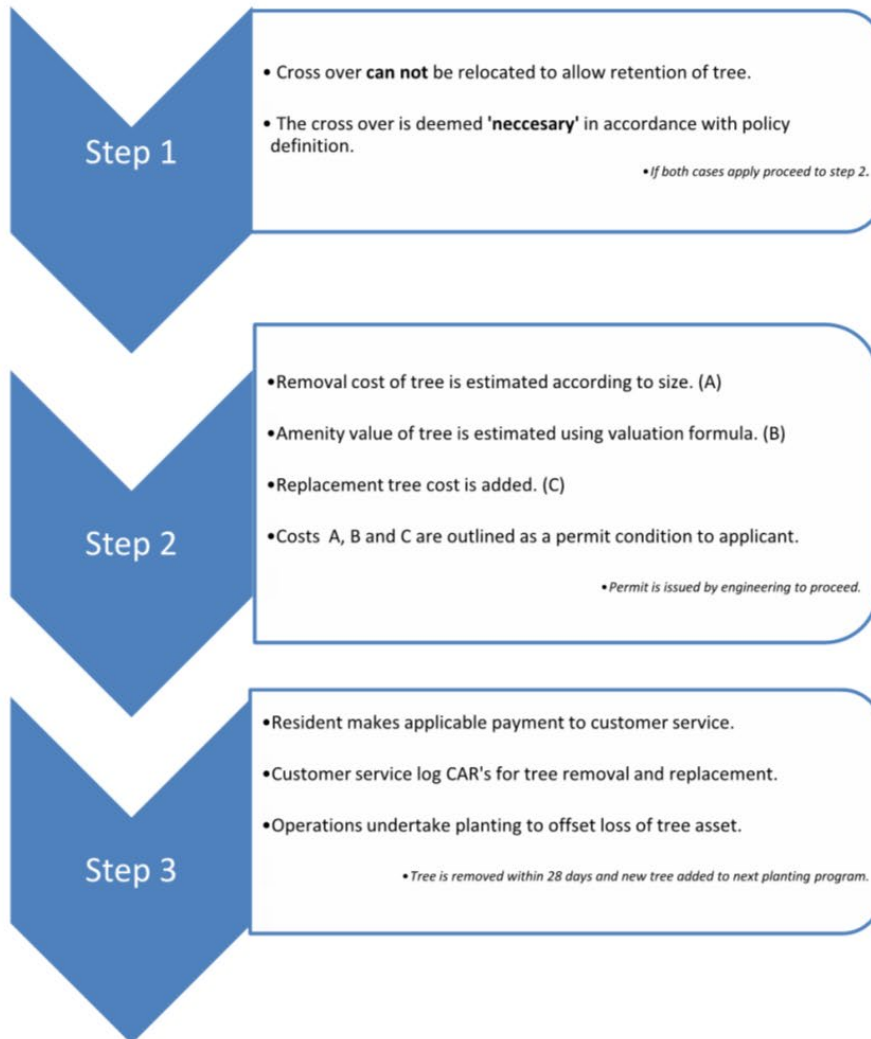 Step 1
• Cross over can not be relocated to allow retention of tree.
• The cross over is deemed 'neccesary' in accordance with policy
definition.
•If both cases apply proceed to step 2.
Step 2
•Removal cost of tree is estimated according to size. (A)
•Amenity value of tree is estimated using valuation formula. (B)
•Replacement tree cost is added. (C)
•Costs A, B and C are outlined as a permit condition to applicant.
•Permit is issued by engineering to proceed.
Step 3
•Resident makes applicable payment to customer service.
•Customer service log CAR's for tree removal and replacement.
•Operations undertake planting to offset loss of tree asset.
•Tree is removed within 28 days and new tree added to next planting program.